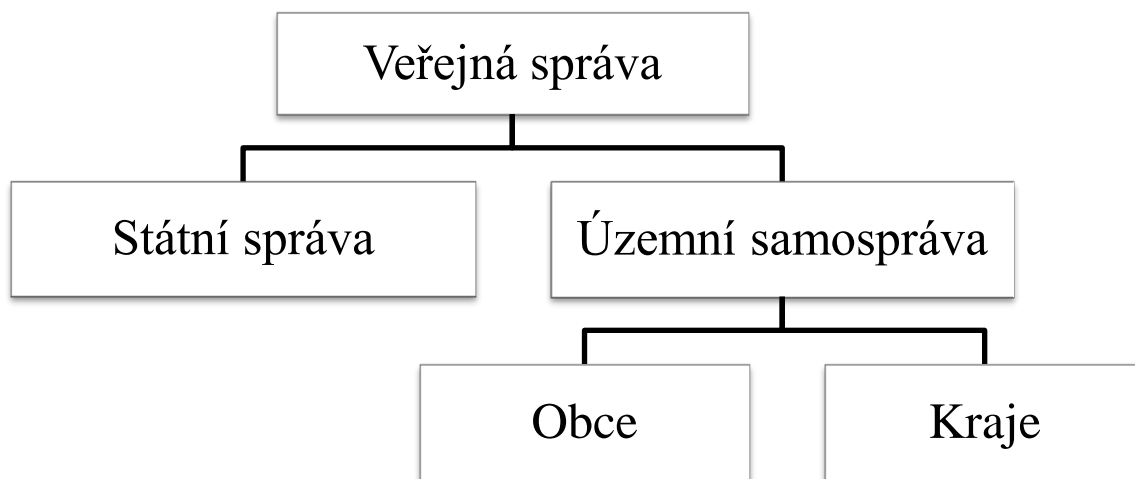 Veřejná správa
Státní správa
Územní samospráva
Obce
Kraje